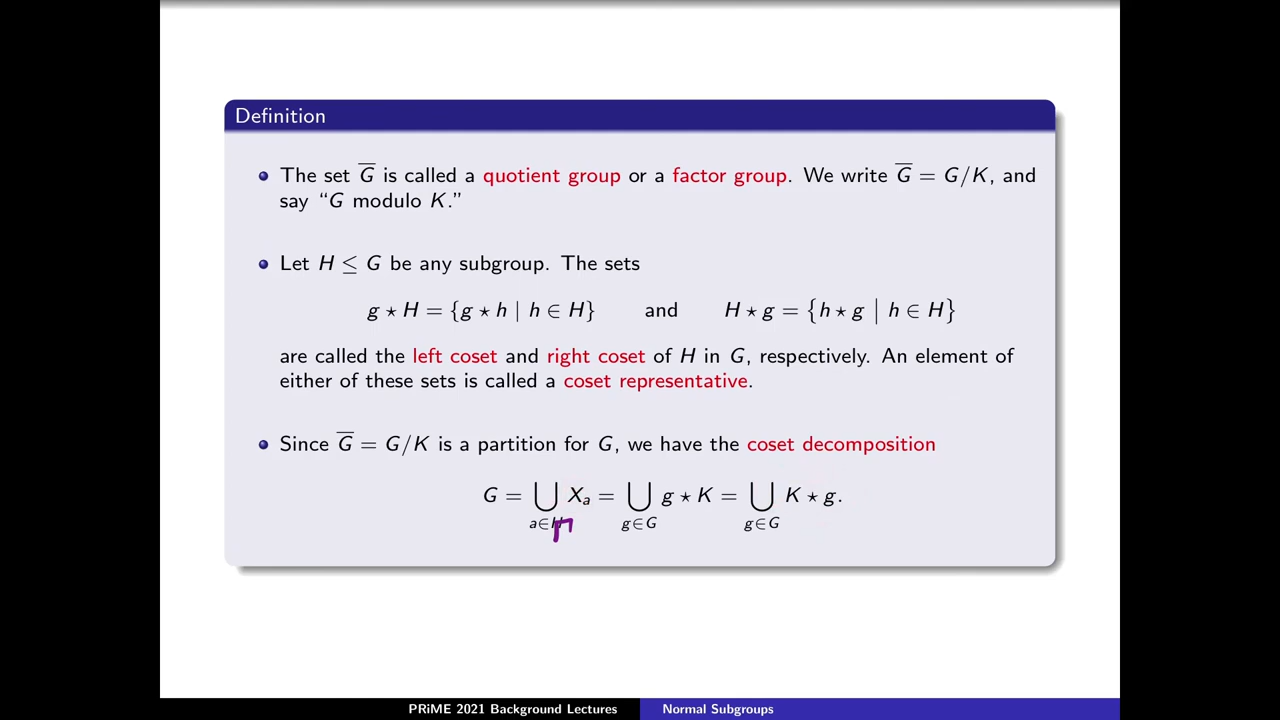 Definition
The set G̅ is called a quotient group or a factor group. We write G̅ = G/K, and
say “G modulo K.”
Let H ≤ G be any subgroup. The sets
g ⋆ H = {g ⋆ h | h ∈ H} and H ⋆ g = {h ⋆ g | h ∈ H}
are called the left coset and right coset of H in G, respectively. An element of
either of these sets is called a coset representative.
Since G̅ = G/K is a partition for G, we have the coset decomposition
G = ⋃ Xₐ = ⋃ g ⋆ K = ⋃ K ⋆ g.
a∈H g∈G g∈G
PRiME 2021 Background Lectures Normal Subgroups